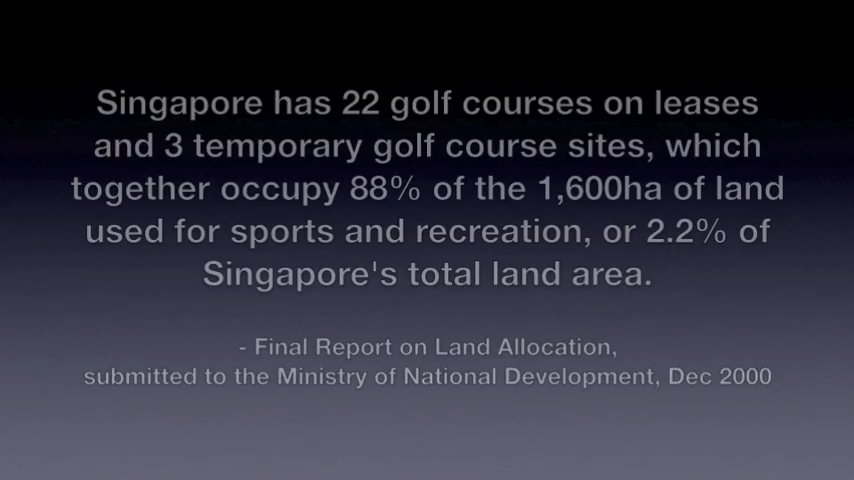 Singapore has 22 golf courses on leases
and 3 temporary golf course sites, which
together occupy 88% of the 1,600ha of land
used for sports and recreation, or 2.2% of
Singapore's total land area.
- Final Report on Land Allocation,
submitted to the Ministry of National Development, Dec 2000